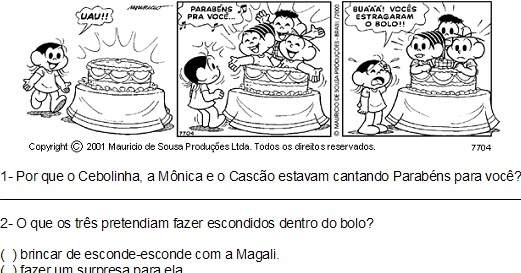 UAU!!
MAURICIO
PARABÉNS
PRA VOCÊ...
BUÁÁÁ! VOCÊS
ESTRAGARAM
O BOLO!!
© MAURICIO DE SOUSA PRODUÇÕES - BRASIL /2000
7704
Copyright © 2001 Mauricio de Sousa Produções Ltda. Todos os direitos reservados.
7704
1- Por que o Cebolinha, a Mônica e o Cascão estavam cantando Parabéns para você?
2- O que os três pretendiam fazer escondidos dentro do bolo?
( ) brincar de esconde-esconde com a Magali.
( ) fazer um surpresa para ela